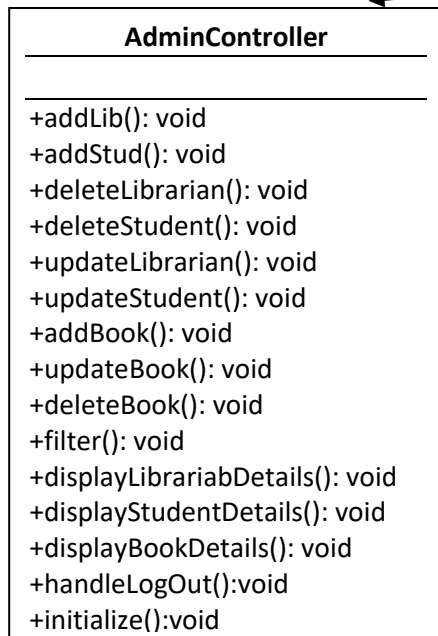 AdminController
+addLib(): void
+addStud(): void
+deleteLibrarian(): void
+deleteStudent(): void
+updateLibrarian(): void
+updateStudent(): void
+addBook(): void
+updateBook(): void
+deleteBook(): void
+filter(): void
+displayLibrariabDetails(): void
+displayStudentDetails(): void
+displayBookDetails(): void
+handleLogOut():void
+initialize():void